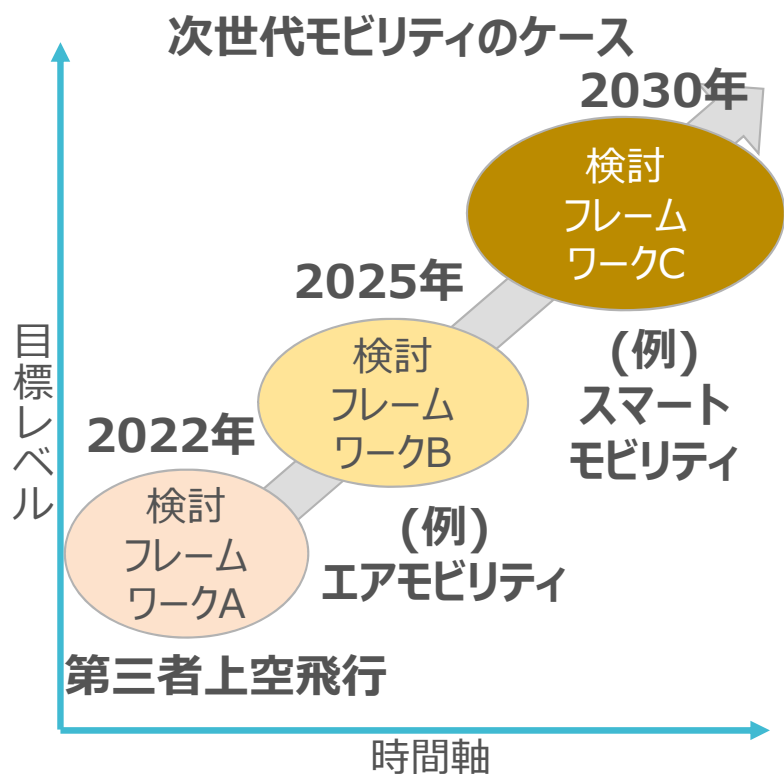 次世代モビリティのケース
2030年
検討
フレーム
ワークC
2025年
(例)
スマート
モビリティ
検討
フレーム
ワークB
2022年
(例)
エアモビリティ
検討
フレーム
ワークA
第三者上空飛行
目標レベル
時間軸